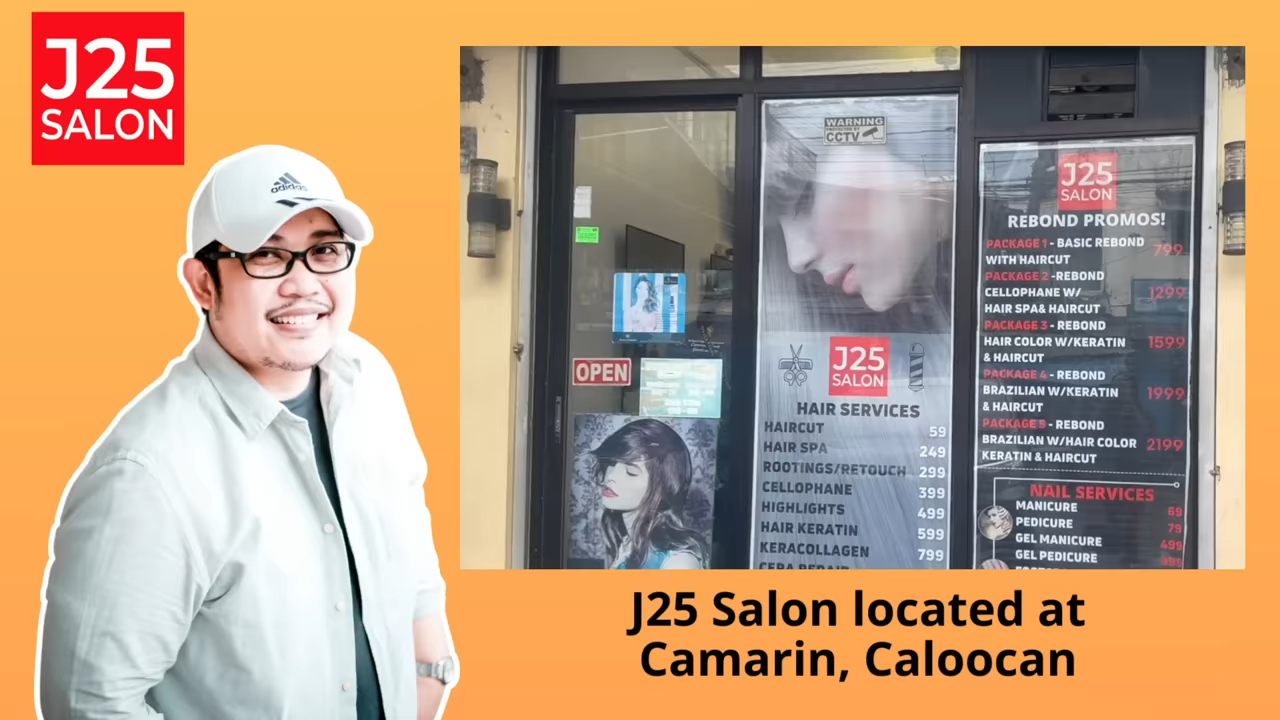 J25
SALON
adidas
WARNING
PROTECTED BY
CCTV
OPEN
J25
SALON
HAIR SERVICES
HAIRCUT 59
HAIR SPA 249
ROOTINGS/RETOUCH 299
CELLOPHANE 399
HIGHLIGHTS 499
HAIR KERATIN 599
KERACOLLAGEN 799
J25
SALON
REBOND PROMOS!
PACKAGE 1 - BASIC REBOND
WITH HAIRCUT 799
PACKAGE 2 -REBOND
CELLOPHANE W/ 1299
HAIR SPA& HAIRCUT
PACKAGE 3 - REBOND
HAIR COLOR W/KERATIN 1599
& HAIRCUT
PACKAGE 4 - REBOND
BRAZILIAN W/KERATIN 1999
& HAIRCUT
PACKAGE 5 - REBOND
BRAZILIAN W/HAIR COLOR 2199
KERATIN & HAIRCUT
NAIL SERVICES
MANICURE 69
PEDICURE 79
GEL MANICURE 499
GEL PEDICURE
J25 Salon located at
Camarin, Caloocan